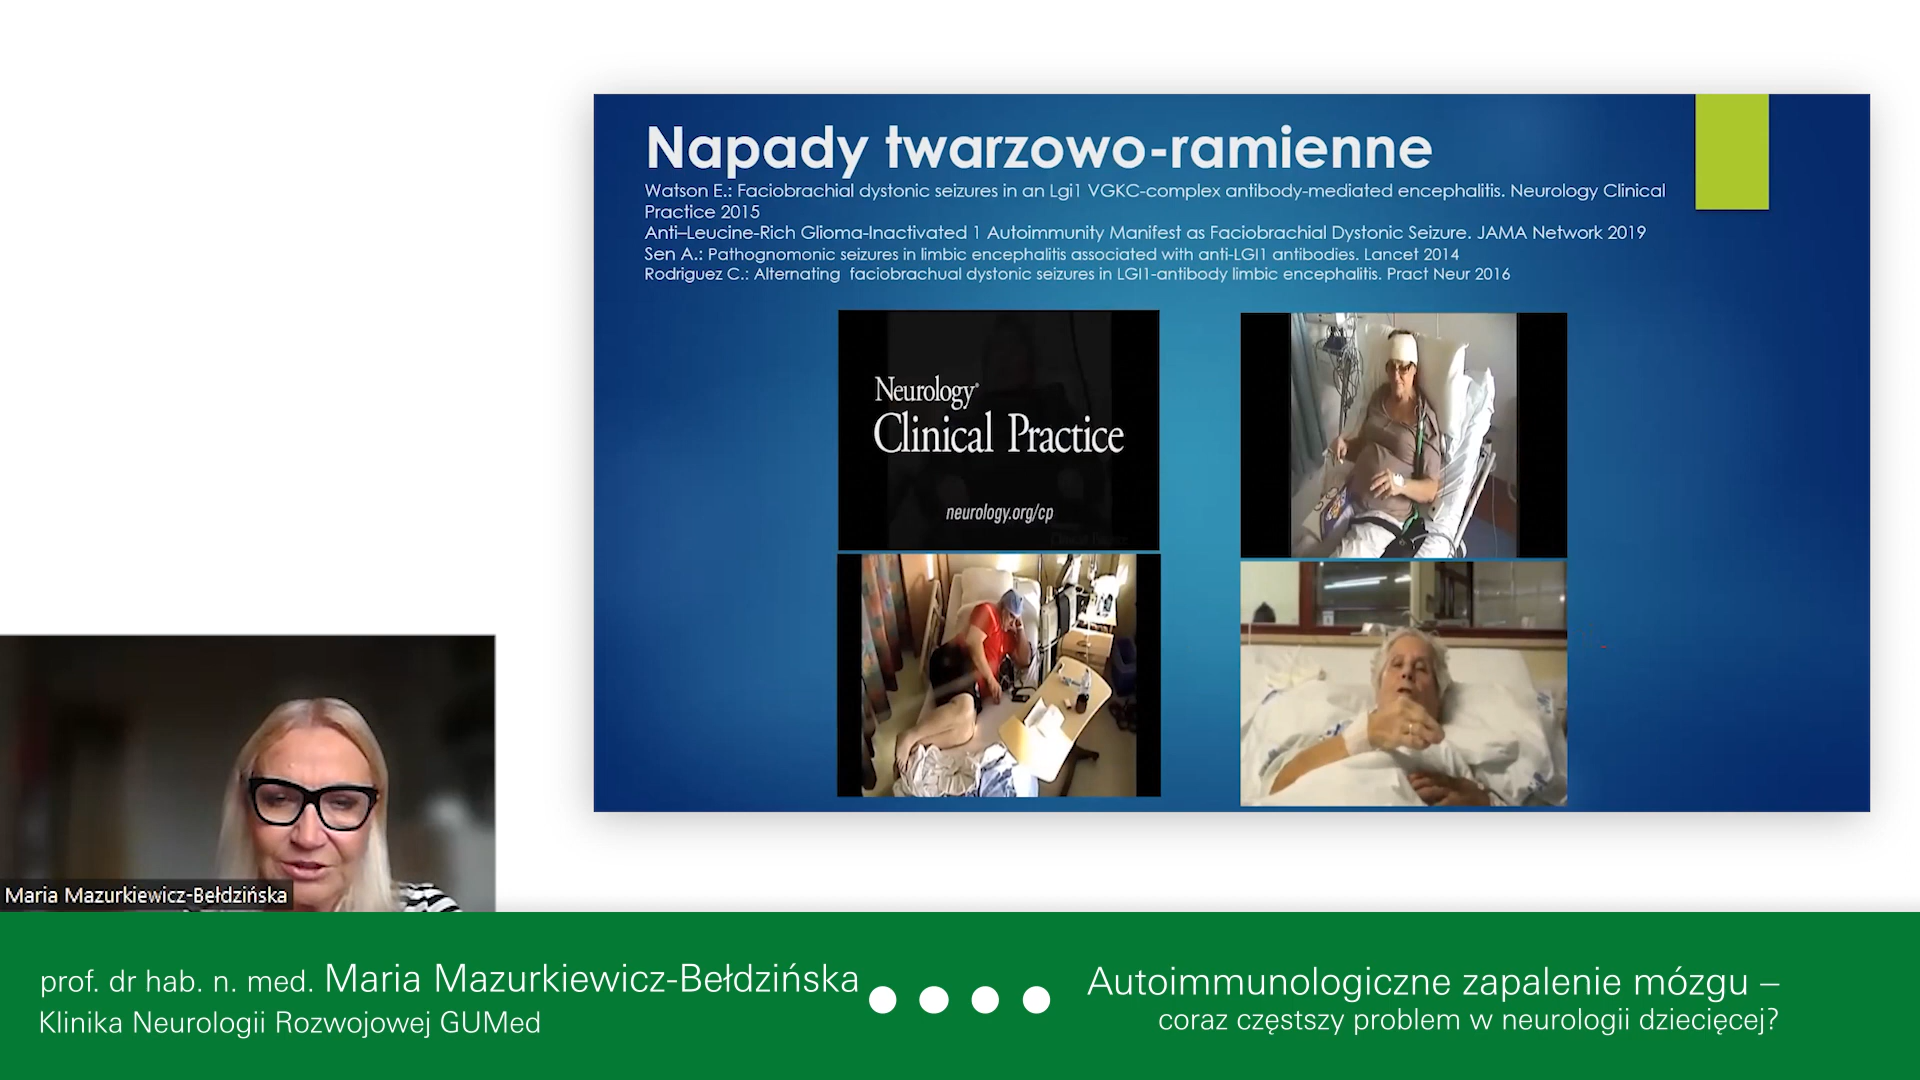 Napady twarzowo-ramienne
Watson E.: Faciobrachial dystonic seizures in an Lgi1 VGKC-complex antibody-mediated encephalitis. Neurology Clinical
Practice 2015
Anti–Leucine-Rich Glioma-Inactivated 1 Autoimmunity Manifest as Faciobrachial Dystonic Seizure. JAMA Network 2019
Sen A.: Pathognomonic seizures in limbic encephalitis associated with anti-LGI1 antibodies. Lancet 2014
Rodriguez C.: Alternating faciobrachual dystonic seizures in LGI1-antibody limbic encephalitis. Pract Neur 2016
Neurology®
Clinical Practice
neurology.org/cp
Maria Mazurkiewicz-Bełdzińska
prof. dr hab. n. med. Maria Mazurkiewicz-Bełdzińska
Klinika Neurologii Rozwojowej GUMed
Autoimmunologiczne zapalenie mózgu –
coraz częstszy problem w neurologii dziecięcej?